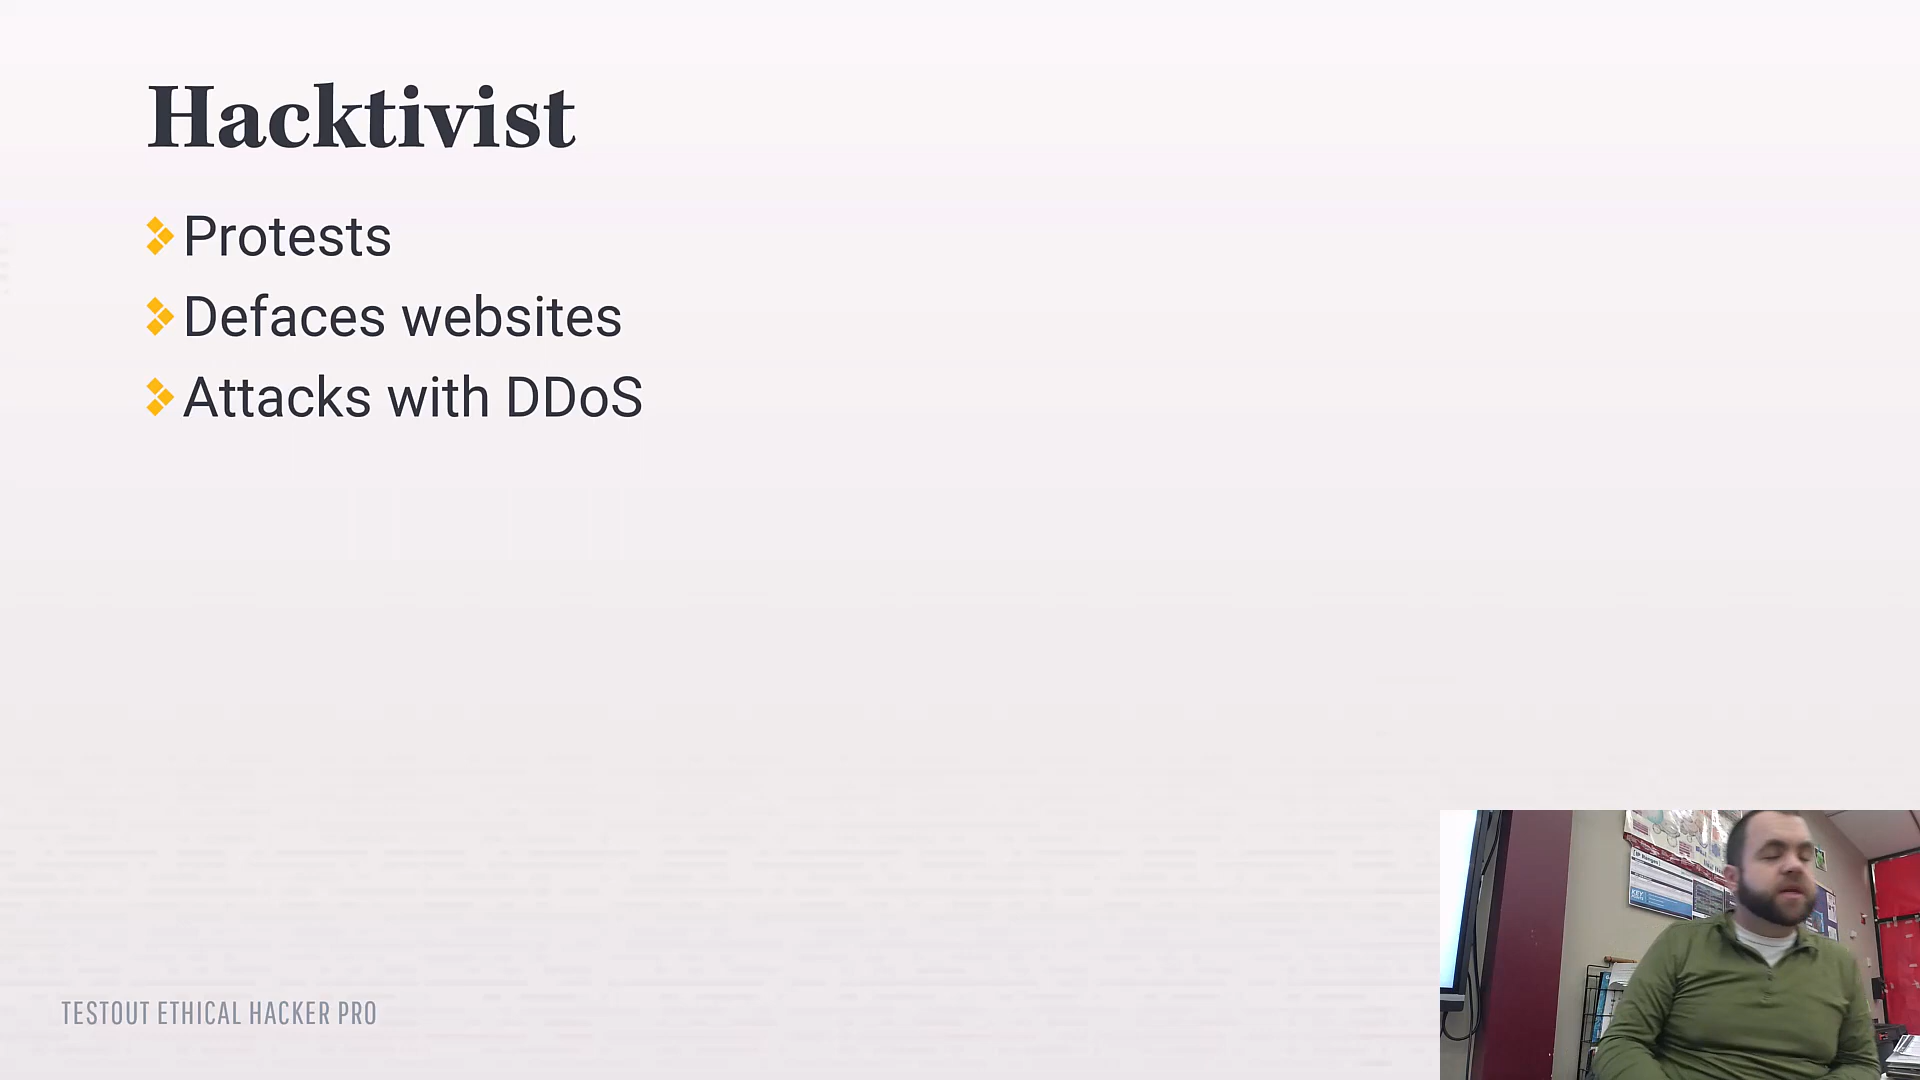 Hacktivist
Protests
Defaces websites
Attacks with DDoS
TESTOUT ETHICAL HACKER PRO